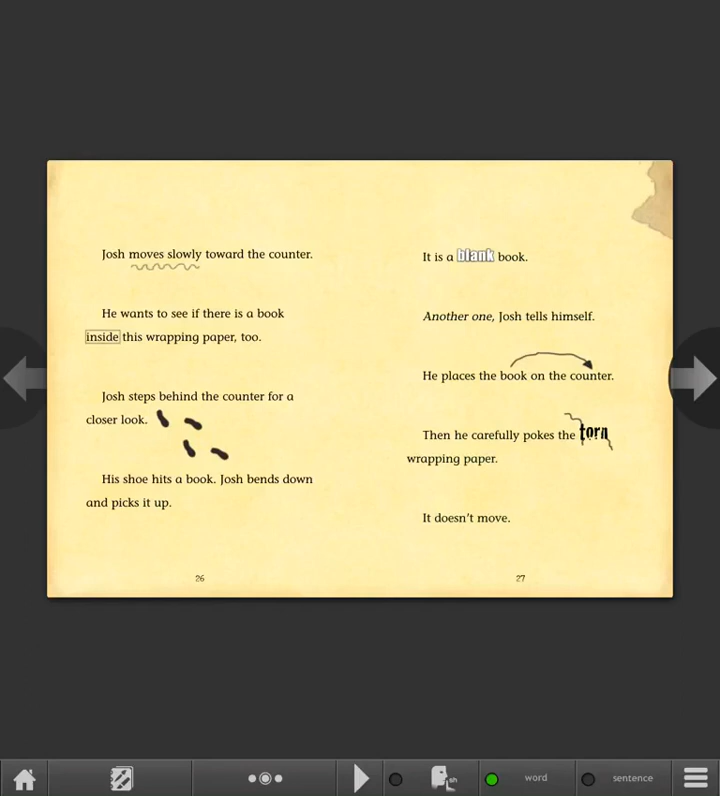 Josh moves slowly toward the counter.
He wants to see if there is a book
inside this wrapping paper, too.
Josh steps behind the counter for a
closer look.
His shoe hits a book. Josh bends down
and picks it up.
26
It is a blank book.
Another one, Josh tells himself.
He places the book on the counter.
Then he carefully pokes the torn
wrapping paper.
It doesn’t move.
27
sh
word
sentence